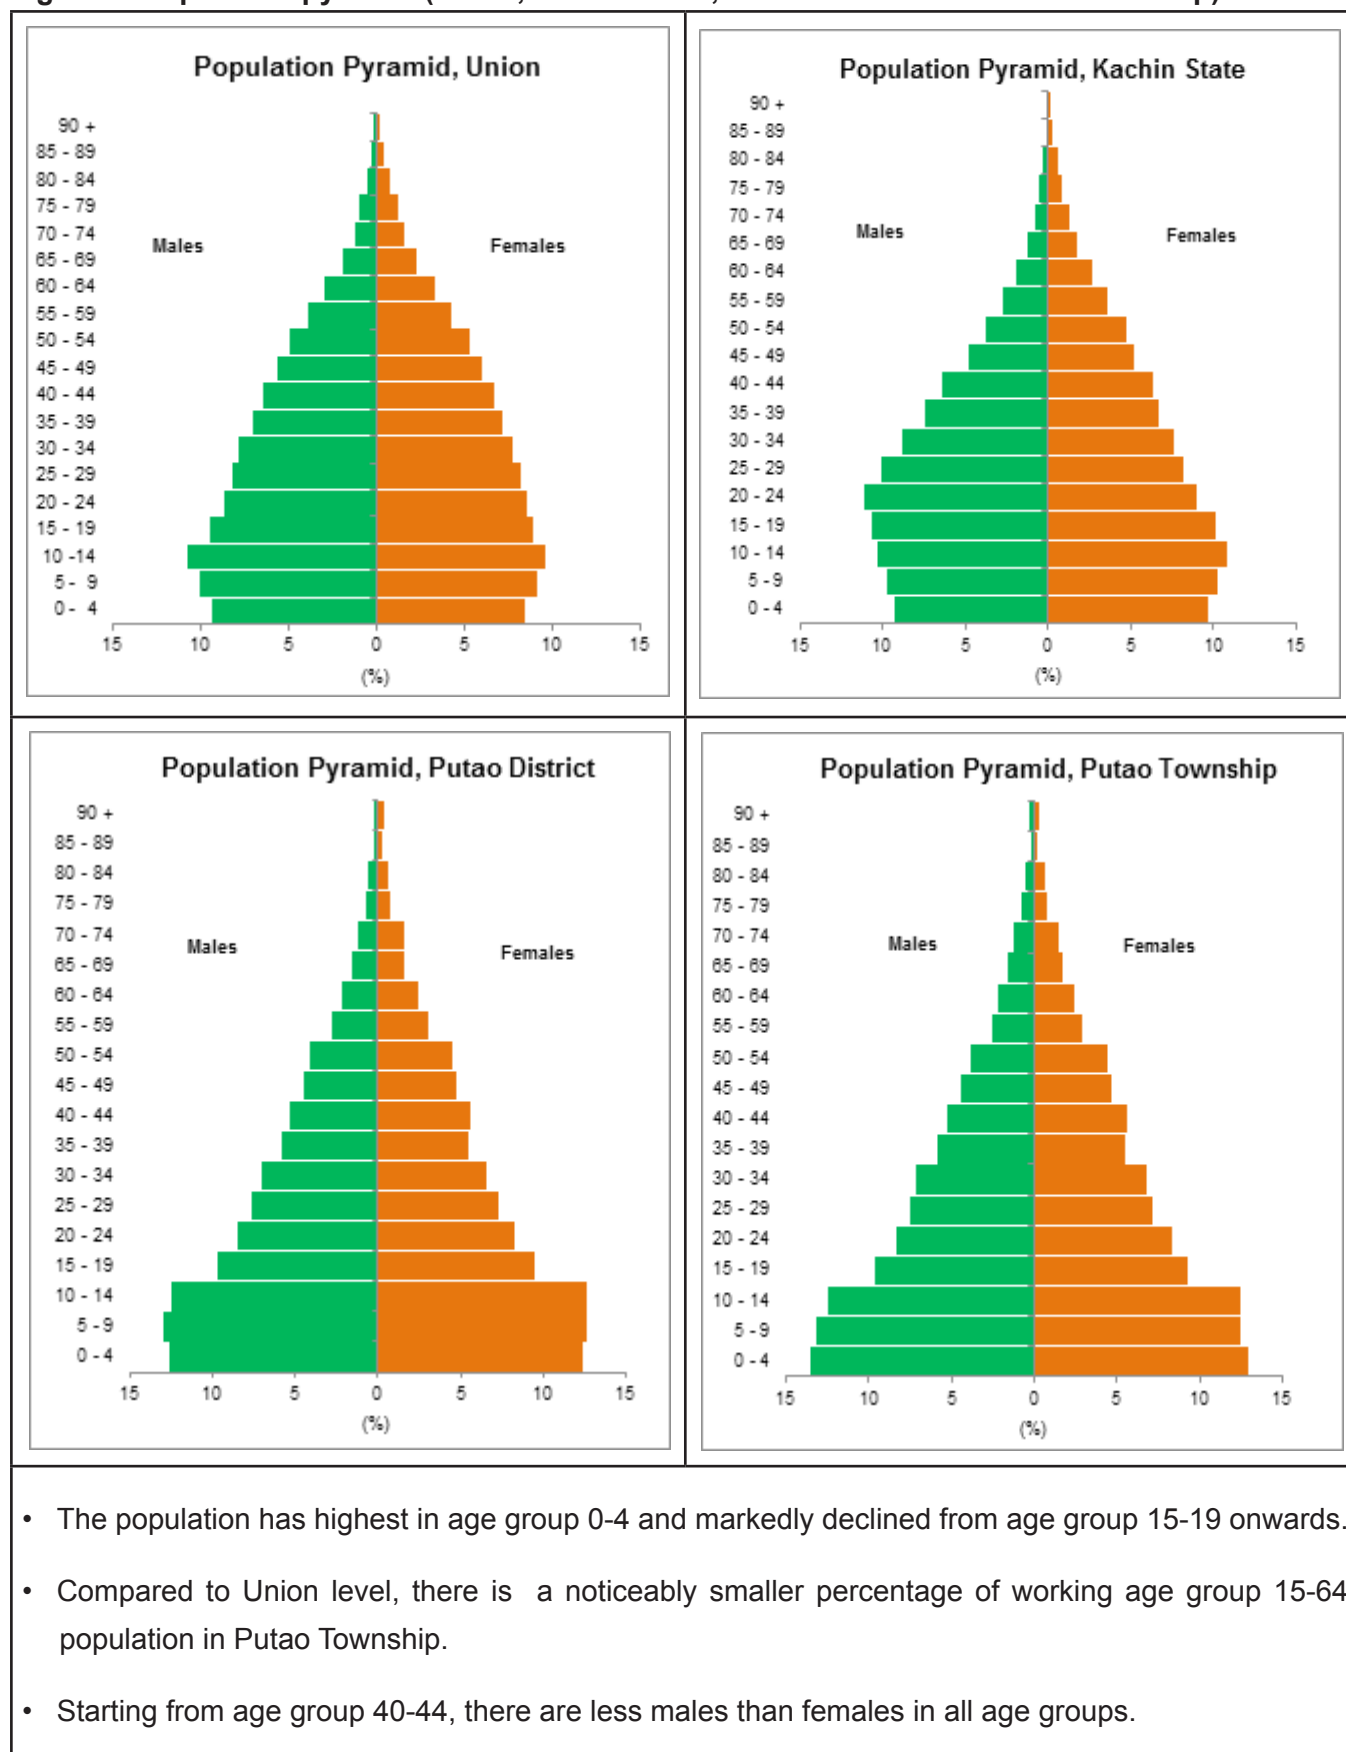 Population Pyramid, Union
90 +
85 - 89
80 - 84
75 - 79
70 - 74
65 - 69
60 - 64
55 - 59
50 - 54
45 - 49
40 - 44
35 - 39
30 - 34
25 - 29
20 - 24
15 - 19
10 -14
5 - 9
0 - 4
Males
Females
15 10 5 0 5 10 15
(%)
Population Pyramid, Kachin State
90 +
85 - 89
80 - 84
75 - 79
70 - 74
65 - 69
60 - 64
55 - 59
50 - 54
45 - 49
40 - 44
35 - 39
30 - 34
25 - 29
20 - 24
15 - 19
10 - 14
5 - 9
0 - 4
Males
Females
15 10 5 0 5 10 15
(%)
Population Pyramid, Putao District
90 +
85 - 89
80 - 84
75 - 79
70 - 74
65 - 69
60 - 64
55 - 59
50 - 54
45 - 49
40 - 44
35 - 39
30 - 34
25 - 29
20 - 24
15 - 19
10 - 14
5 - 9
0 - 4
Males
Females
15 10 5 0 5 10 15
(%)
Population Pyramid, Putao Township
90 +
85 - 89
80 - 84
75 - 79
70 - 74
65 - 69
60 - 64
55 - 59
50 - 54
45 - 49
40 - 44
35 - 39
30 - 34
25 - 29
20 - 24
15 - 19
10 - 14
5 - 9
0 - 4
Males
Females
15 10 5 0 5 10 15
(%)
• The population has highest in age group 0-4 and markedly declined from age group 15-19 onwards.
• Compared to Union level, there is a noticeably smaller percentage of working age group 15-64
population in Putao Township.
• Starting from age group 40-44, there are less males than females in all age groups.